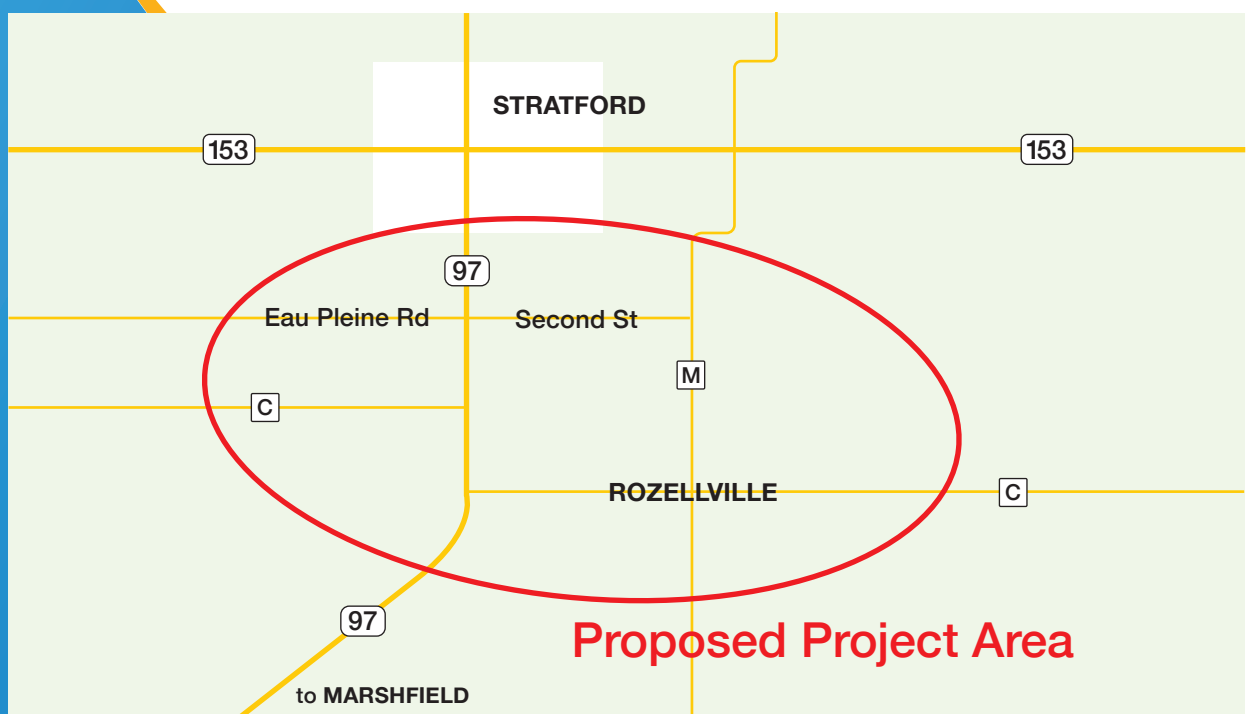 STRATFORD
153
153
97
Eau Pleine Rd
Second St
M
C
ROZELLVILLE
C
97
Proposed Project Area
to MARSHFIELD